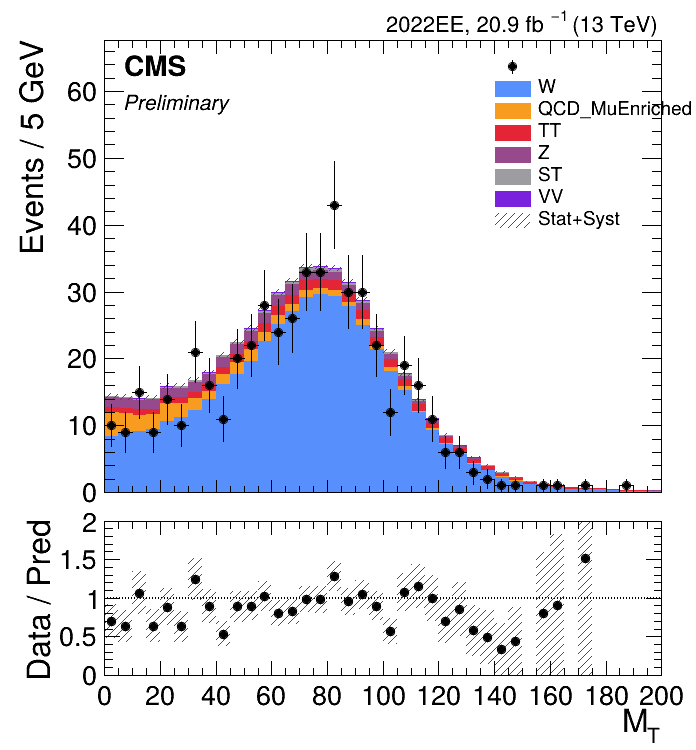 2022EE, 20.9 fb⁻¹ (13 TeV)
CMS
Preliminary
W
QCD_MuEnriched
TT
Z
ST
VV
Stat+Syst
Events / 5 GeV
60
50
40
30
20
10
0
Data / Pred
2
1.5
1
0.5
0
0 20 40 60 80 100 120 140 160 180 200
M_T